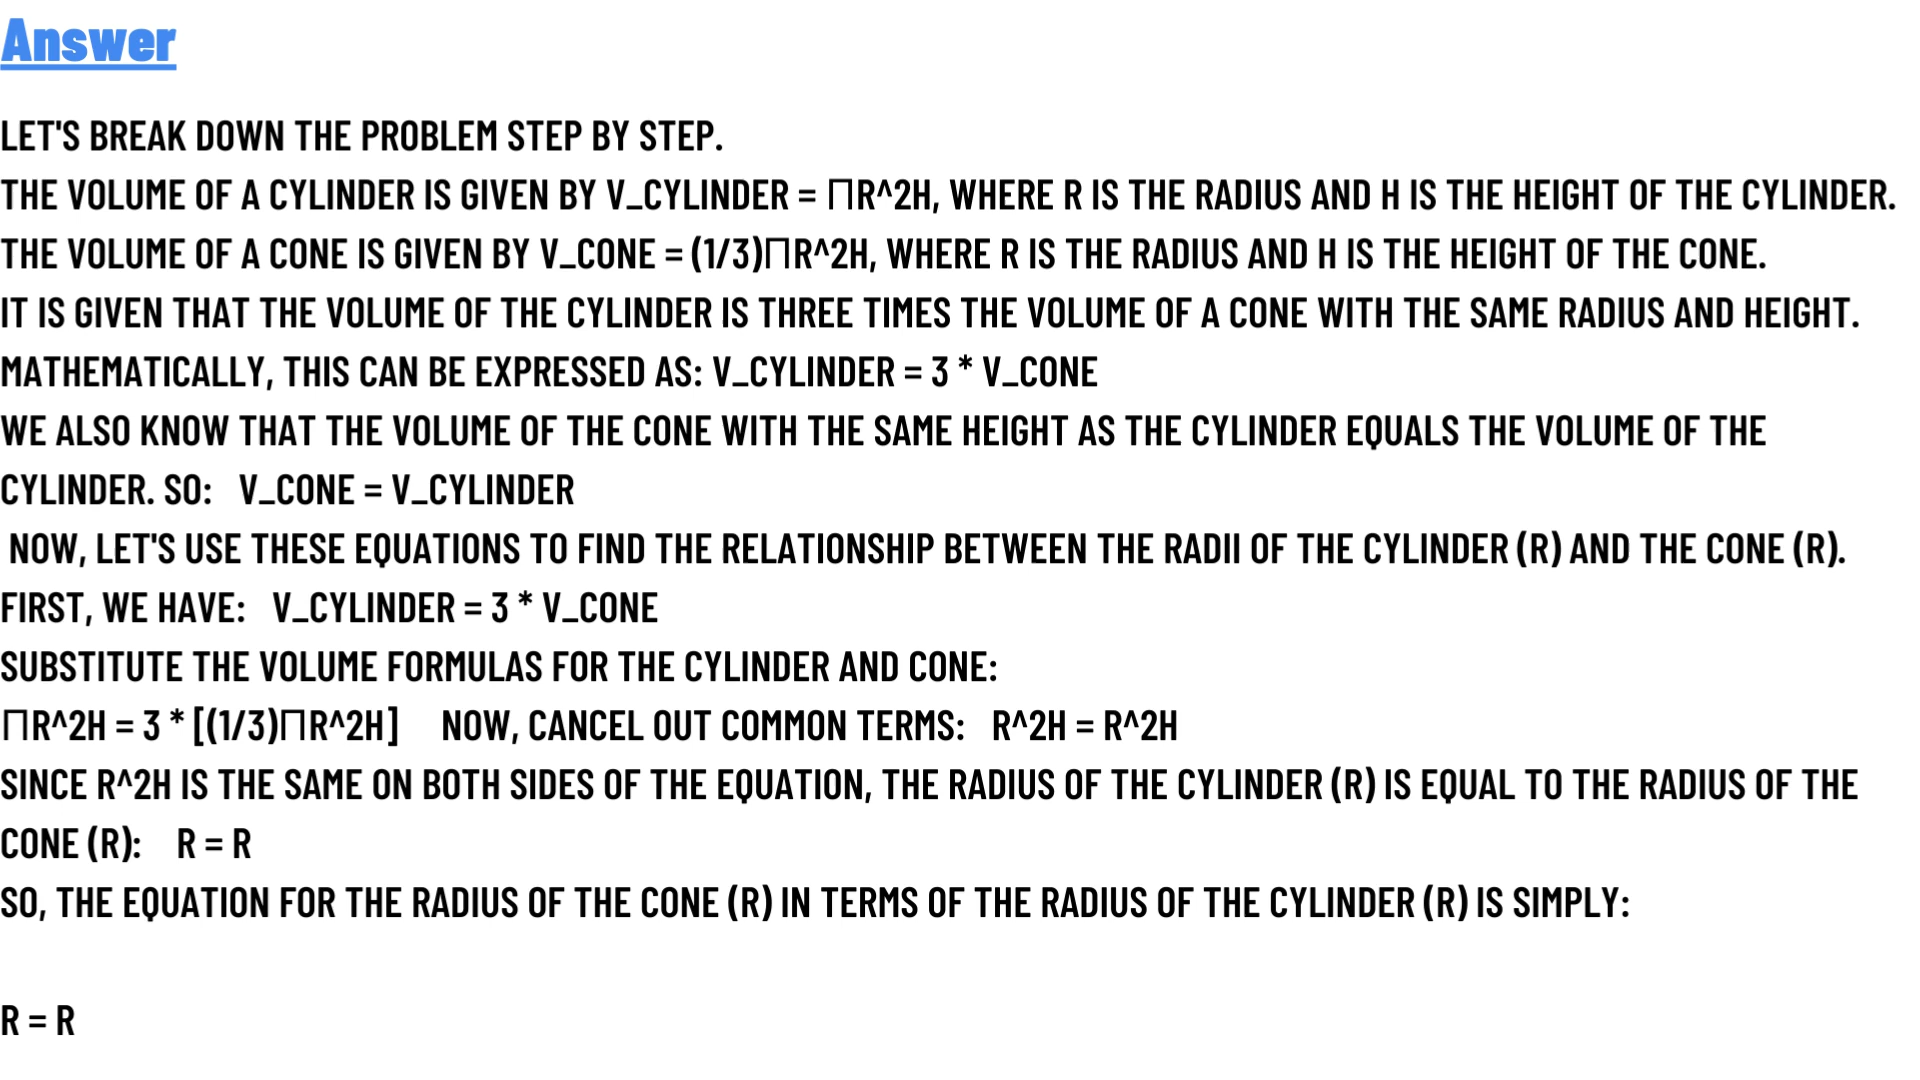 Answer
LET'S BREAK DOWN THE PROBLEM STEP BY STEP.
THE VOLUME OF A CYLINDER IS GIVEN BY V_CYLINDER = ΠR^2H, WHERE R IS THE RADIUS AND H IS THE HEIGHT OF THE CYLINDER.
THE VOLUME OF A CONE IS GIVEN BY V_CONE = (1/3)ΠR^2H, WHERE R IS THE RADIUS AND H IS THE HEIGHT OF THE CONE.
IT IS GIVEN THAT THE VOLUME OF THE CYLINDER IS THREE TIMES THE VOLUME OF A CONE WITH THE SAME RADIUS AND HEIGHT.
MATHEMATICALLY, THIS CAN BE EXPRESSED AS: V_CYLINDER = 3 * V_CONE
WE ALSO KNOW THAT THE VOLUME OF THE CONE WITH THE SAME HEIGHT AS THE CYLINDER EQUALS THE VOLUME OF THE
CYLINDER. SO: V_CONE = V_CYLINDER
NOW, LET'S USE THESE EQUATIONS TO FIND THE RELATIONSHIP BETWEEN THE RADII OF THE CYLINDER (R) AND THE CONE (R).
FIRST, WE HAVE: V_CYLINDER = 3 * V_CONE
SUBSTITUTE THE VOLUME FORMULAS FOR THE CYLINDER AND CONE:
ΠR^2H = 3 * [(1/3)ΠR^2H] NOW, CANCEL OUT COMMON TERMS: R^2H = R^2H
SINCE R^2H IS THE SAME ON BOTH SIDES OF THE EQUATION, THE RADIUS OF THE CYLINDER (R) IS EQUAL TO THE RADIUS OF THE
CONE (R): R = R
SO, THE EQUATION FOR THE RADIUS OF THE CONE (R) IN TERMS OF THE RADIUS OF THE CYLINDER (R) IS SIMPLY:
R = R